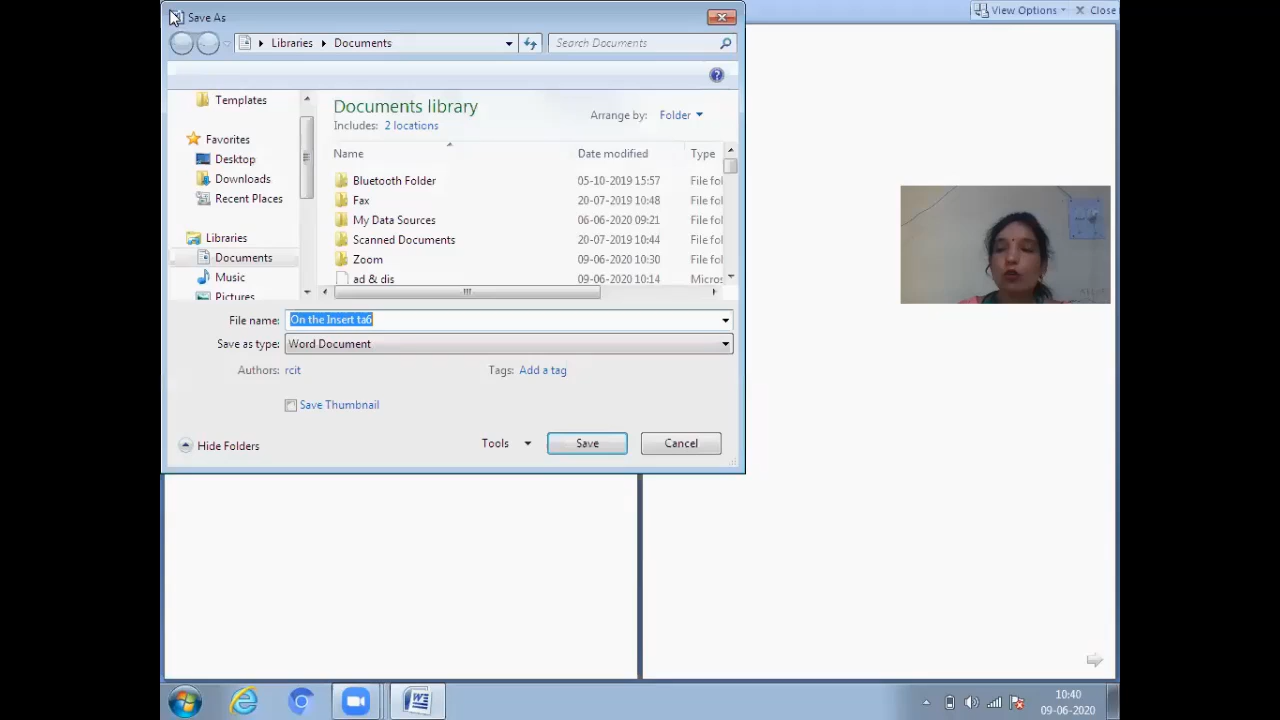 Save As
View Options
Close
Libraries
Documents
Search Documents
Templates
Favorites
Desktop
Downloads
Recent Places
Libraries
Documents
Music
Pictures
Documents library
Includes: 2 locations
Arrange by: Folder
Name Date modified Type
Bluetooth Folder 05-10-2019 15:57 File fol
Fax 20-07-2019 10:48 File fol
My Data Sources 06-06-2020 09:21 File fol
Scanned Documents 20-07-2019 10:44 File fol
Zoom 09-06-2020 10:30 File fol
ad & dis 09-06-2020 10:14 Micros
File name: On the Insert ta6
Save as type: Word Document
Authors: rcit Tags: Add a tag
Save Thumbnail
Hide Folders
Tools
Save
Cancel
10:40
09-06-2020